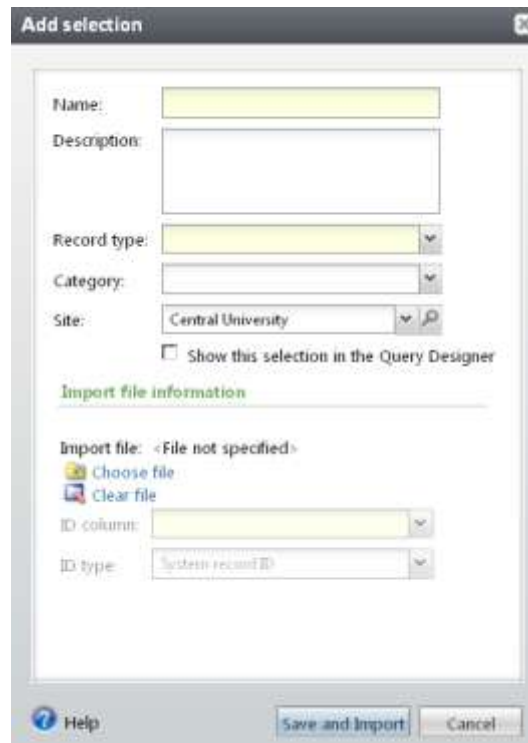 Add selection
Name:
Description:
Record type:
Category:
Site: Central University
Show this selection in the Query Designer
Import file information
Import file: <File not specified>
Choose file
Clear file
ID column:
ID type: System record ID
Help Save and Import Cancel